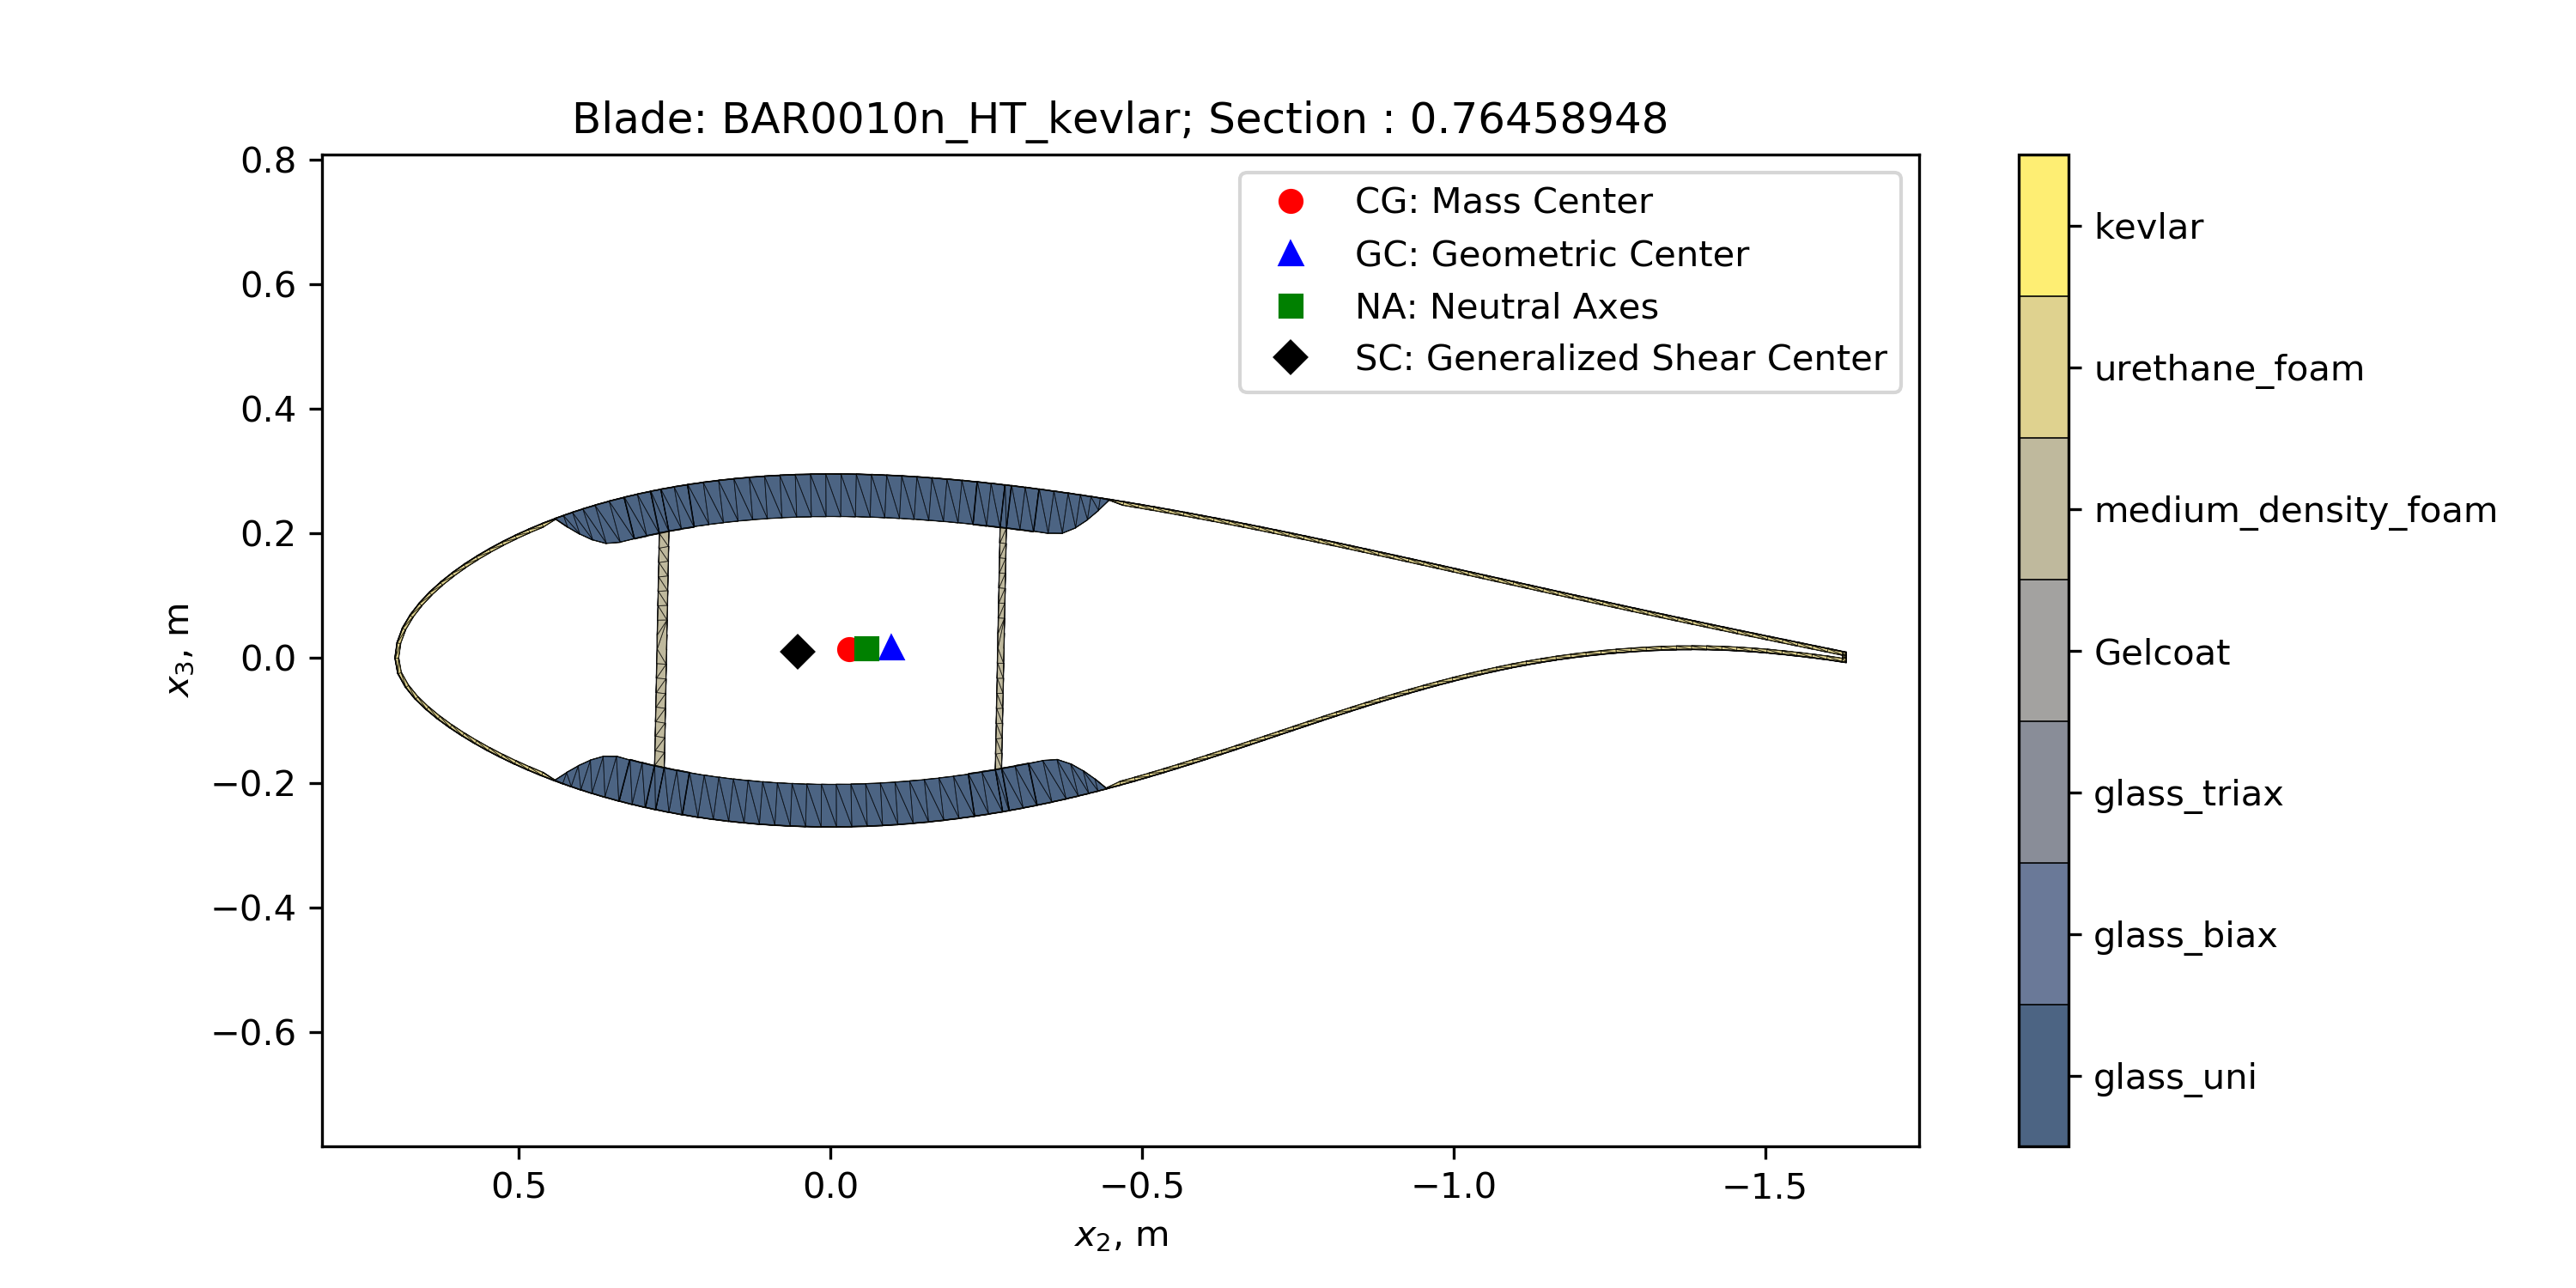 Blade: BAR0010n_HT_kevlar; Section : 0.76458948
CG: Mass Center
GC: Geometric Center
NA: Neutral Axes
SC: Generalized Shear Center
0.8
0.6
0.4
0.2
0.0
−0.2
−0.4
−0.6
x₃, m
0.5 0.0 −0.5 −1.0 −1.5
x₂, m
kevlar
urethane_foam
medium_density_foam
Gelcoat
glass_triax
glass_biax
glass_uni